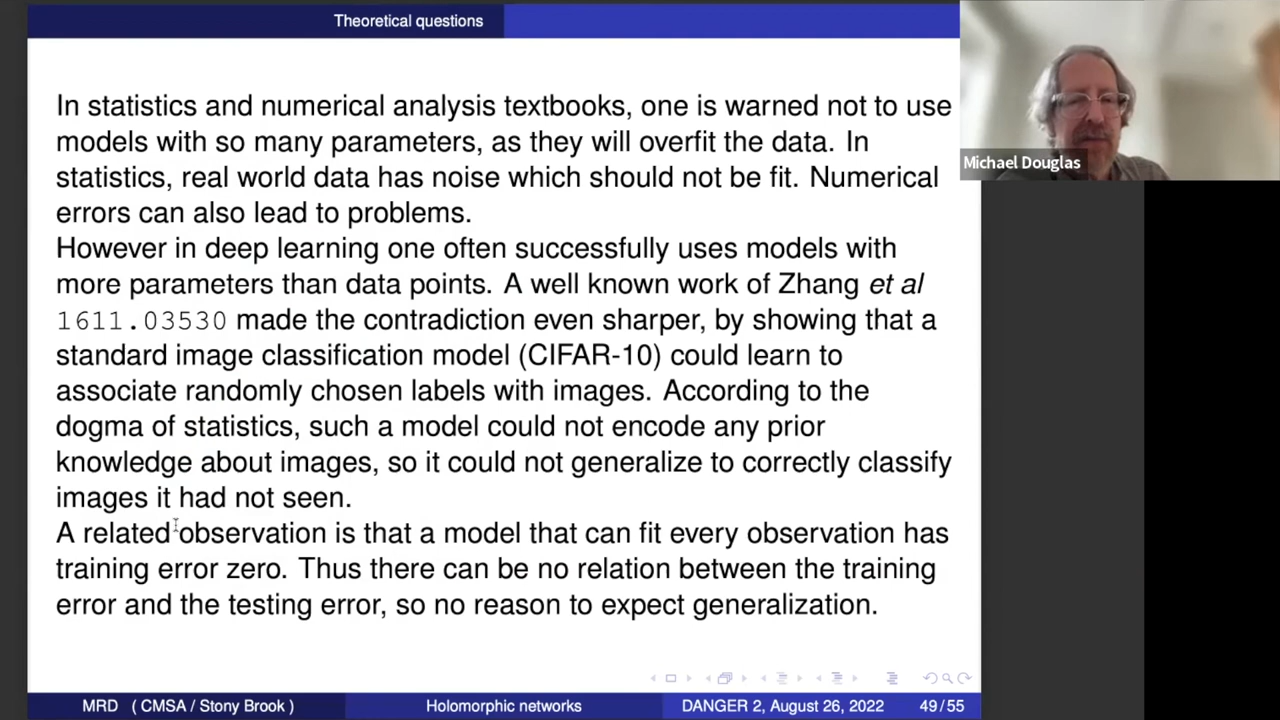 Theoretical questions
In statistics and numerical analysis textbooks, one is warned not to use
models with so many parameters, as they will overfit the data. In
statistics, real world data has noise which should not be fit. Numerical
errors can also lead to problems.
However in deep learning one often successfully uses models with
more parameters than data points. A well known work of Zhang et al
1611.03530 made the contradiction even sharper, by showing that a
standard image classification model (CIFAR-10) could learn to
associate randomly chosen labels with images. According to the
dogma of statistics, such a model could not encode any prior
knowledge about images, so it could not generalize to correctly classify
images it had not seen.
A related observation is that a model that can fit every observation has
training error zero. Thus there can be no relation between the training
error and the testing error, so no reason to expect generalization.
Michael Douglas
MRD ( CMSA / Stony Brook ) Holomorphic networks DANGER 2, August 26, 2022 49 / 55